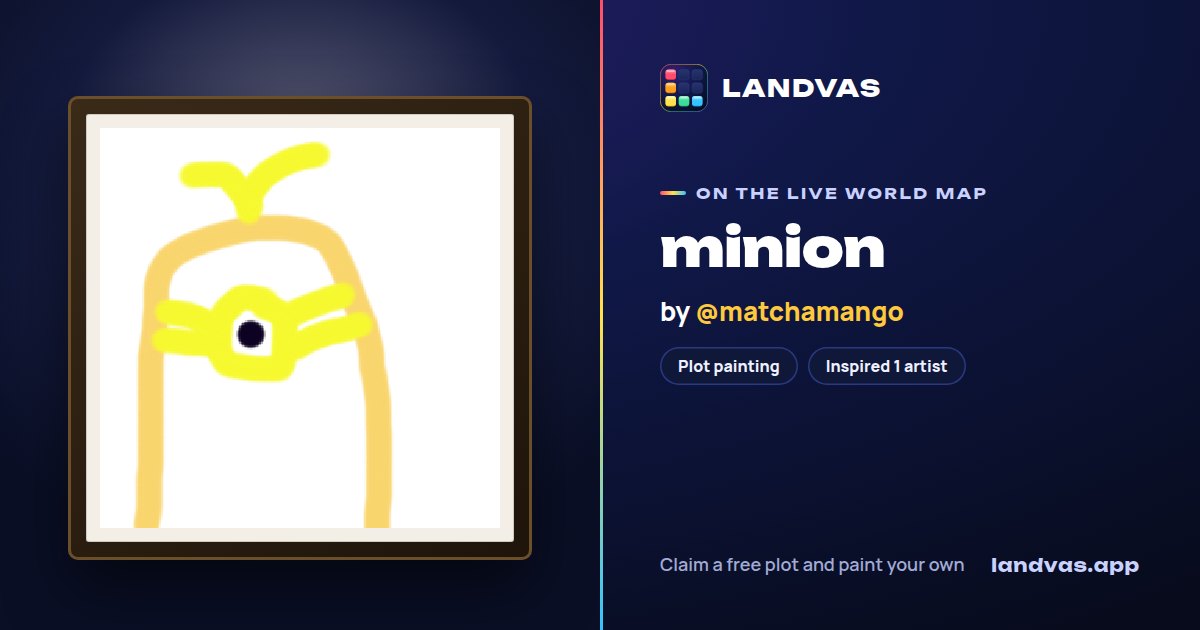 LANDVAS
ON THE LIVE WORLD MAP
minion
by @matchamango
Plot painting
Inspired 1 artist
Claim a free plot and paint your own
landvas.app